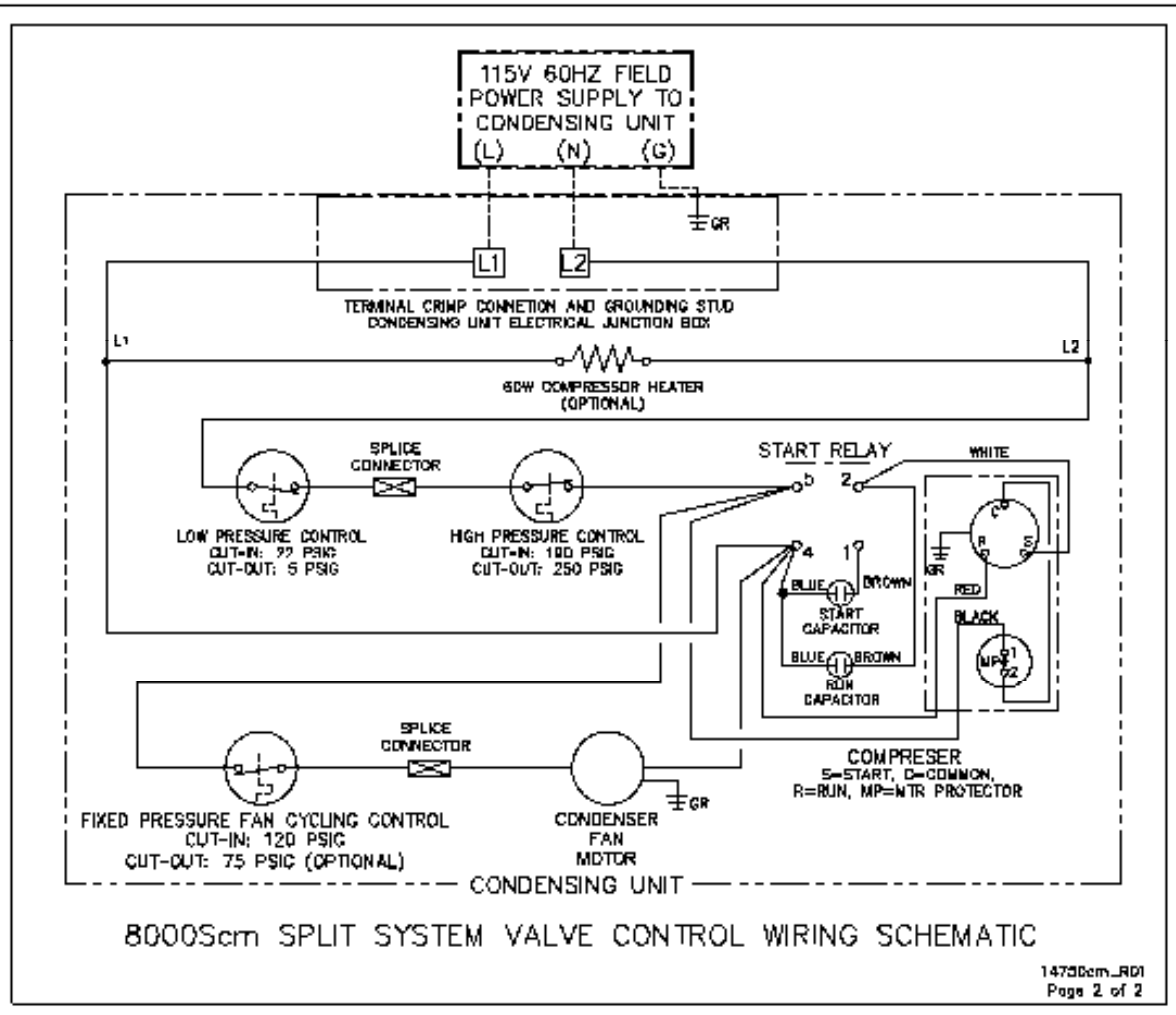 115V 60HZ FIELD
POWER SUPPLY TO
CONDENSING UNIT
(L) (N) (G)
GR
L1 L2
TERMINAL CRIMP CONNETION AND GROUNDING STUD
CONDENSING UNIT ELECTRICAL JUNCTION BOX
L1
L2
60W COMPRESSOR HEATER
(OPTIONAL)
SPLICE
CONNECTOR
START RELAY
WHITE
5 2
C
LOW PRESSURE CONTROL
CUT-IN: 22 PSIG
CUT-OUT: 5 PSIG
HIGH PRESSURE CONTROL
CUT-IN: 190 PSIG
CUT-OUT: 250 PSIG
4 1
R S
GR
BLUE BROWN
START
CAPACITOR
RED
BLACK
BLUE BROWN
RUN
CAPACITOR
MP 1
2
SPLICE
CONNECTOR
COMPRESER
S=START, C=COMMON,
R=RUN, MP=MTR PROTECTOR
GR
FIXED PRESSURE FAN CYCLING CONTROL
CUT-IN: 120 PSIG
CUT-OUT: 75 PSIG (OPTIONAL)
CONDENSER
FAN
MOTOR
CONDENSING UNIT
8000Scm SPLIT SYSTEM VALVE CONTROL WIRING SCHEMATIC
14750cm_R01
Page 2 of 2